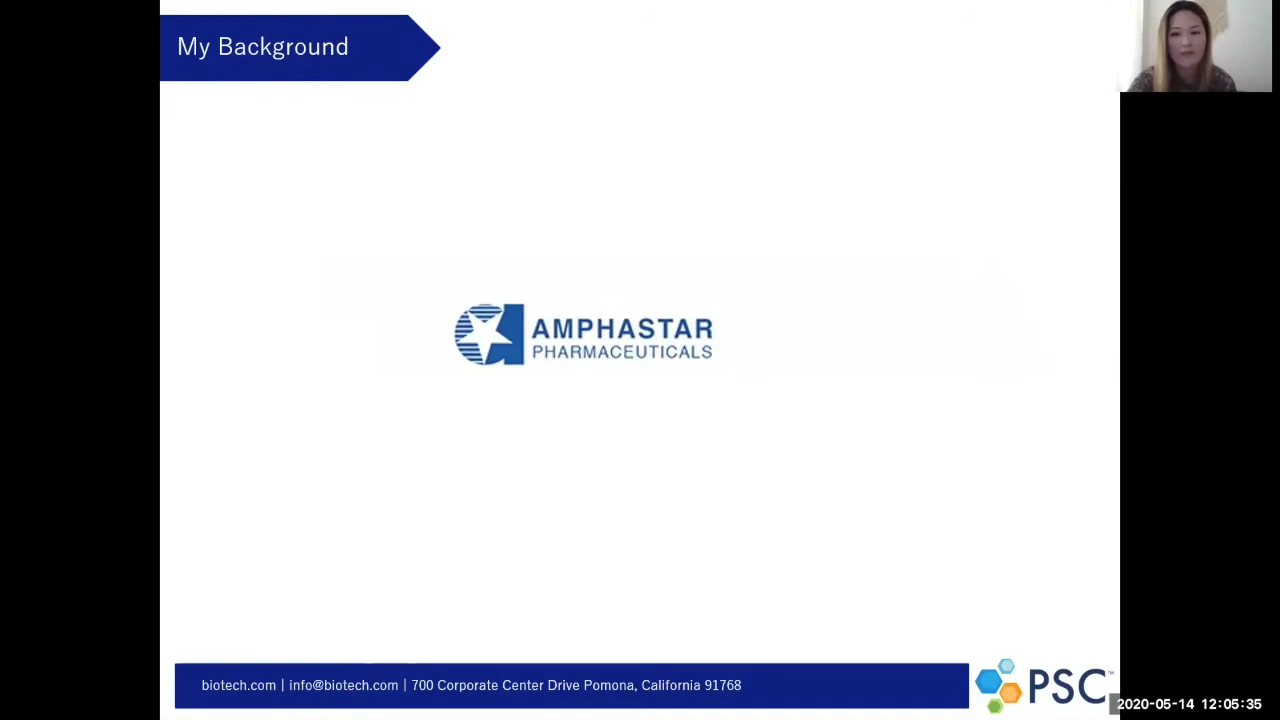 My Background
AMPHASTAR
PHARMACEUTICALS
biotech.com | info@biotech.com | 700 Corporate Center Drive Pomona, California 91768
PSC™
2020-05-14 12:05:35